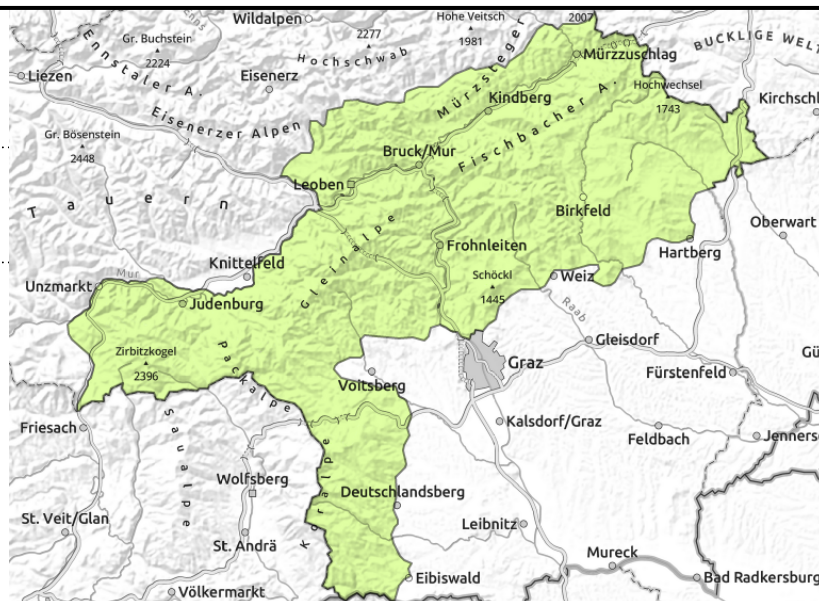 Wildalpen
Enns
Hohe Veitsch
1981
2007
Ennstaler A.
Gr. Buchstein
2224
2277
Hochschwab
Mürzsteger
Mürzzuschlag
BUCKLIGE WELT
Liezen
Eisenerz
Hochwechsel
1743
Kirchschl
Kindberg
Eisenerzer Alpen
Fischbacher A.
Gr. Bösenstein
2448
Bruck/Mur
Leoben
Tauern
Birkfeld
Oberwart
Gleinalpe
Frohnleiten
Hartberg
Knittelfeld
Schöckl
1445
Weiz
Unzmarkt
Mur
Judenburg
Raab
Gleisdorf
Zirbitzkogel
2396
Packalpe
Voitsberg
Graz
Fürstenfeld
Gü
Friesach
Saualpe
Kalsdorf/Graz
Feldbach
Jenners
Wolfsberg
Koralpe
Deutschlandsberg
St. Veit/Glan
St. Andrä
Leibnitz
Mureck
Eibiswald
Bad Radkersburg
Völkermarkt